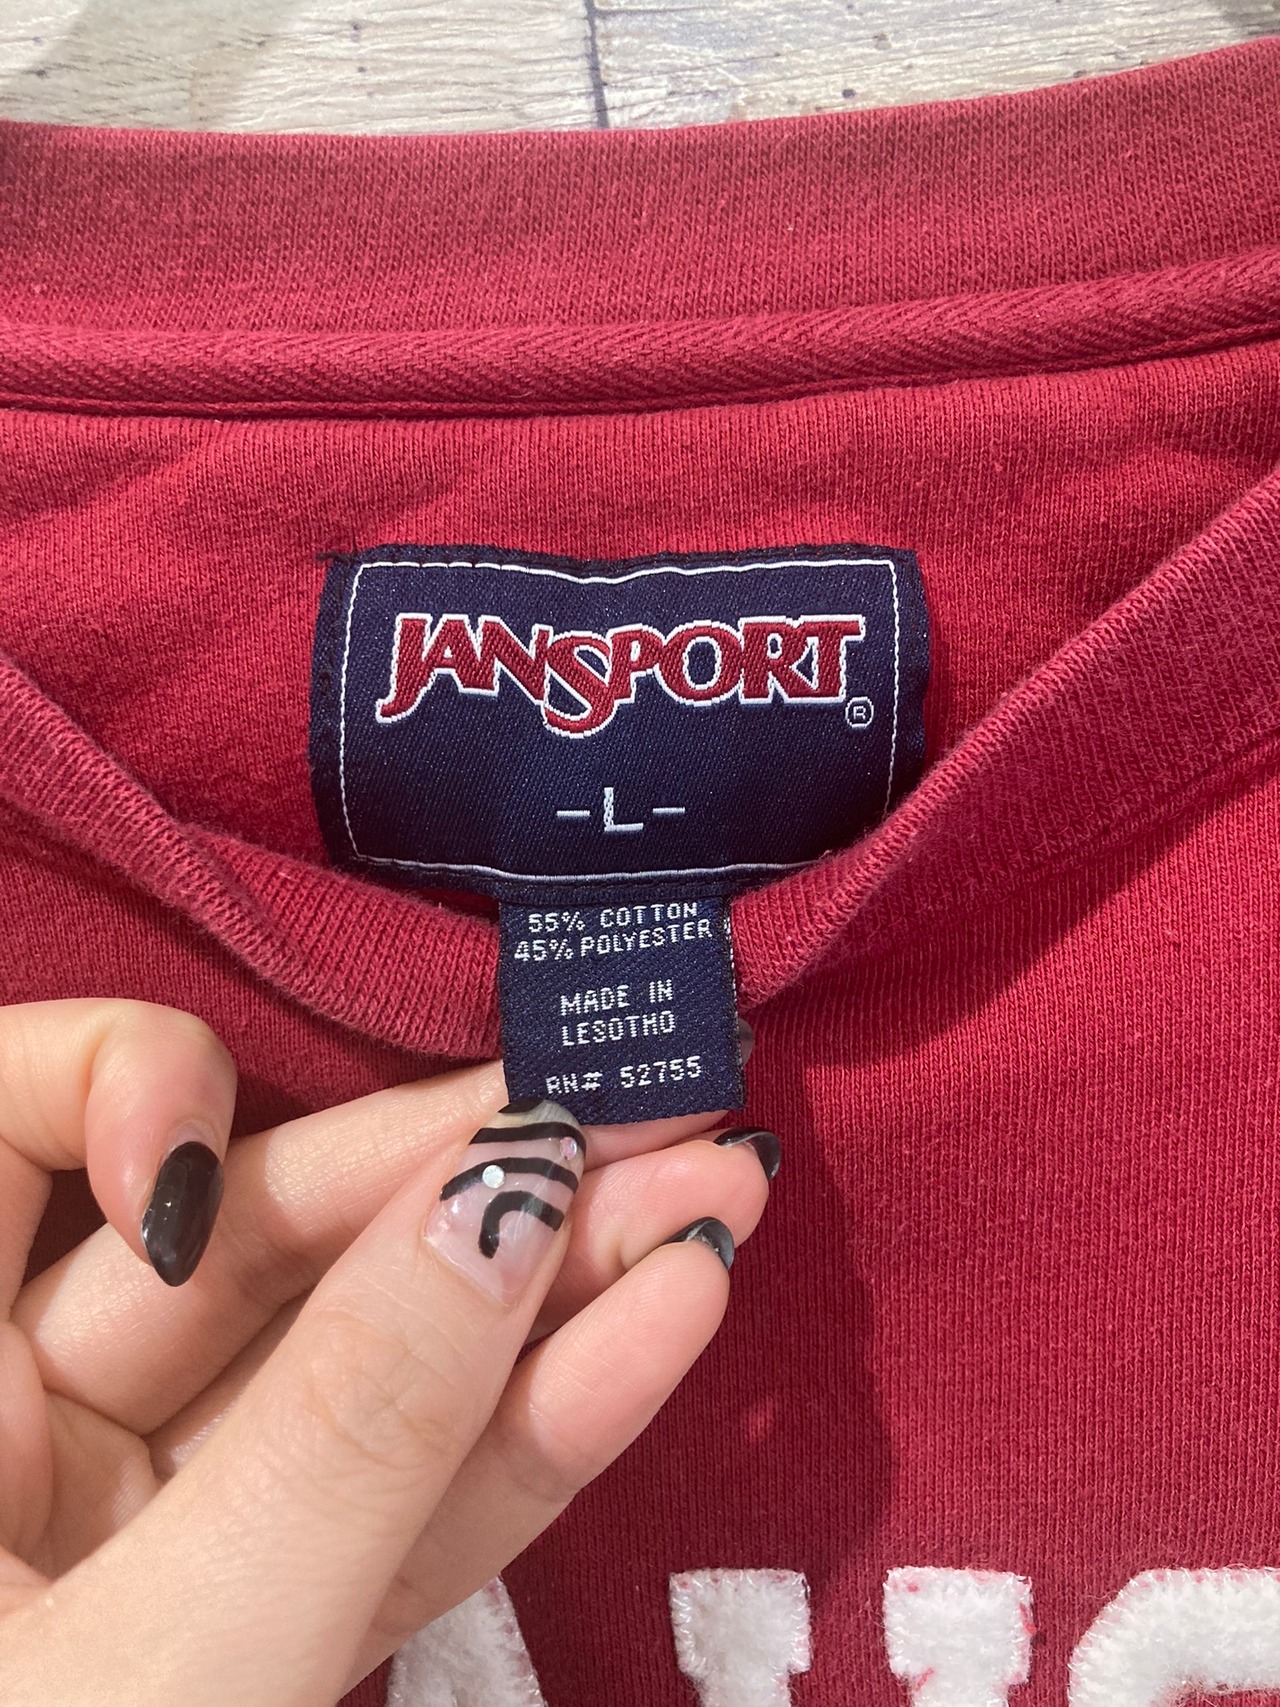 JANSPORT®
-L-
55% COTTON
45% POLYESTER
MADE IN
LESOTHO
RN# 52755